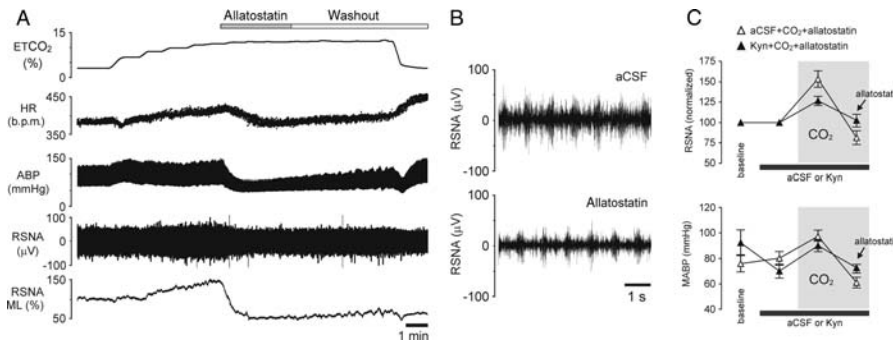 A
Allatostatin
Washout
ETCO2
(%)
15
0
HR
(b.p.m.)
450
350
ABP
(mmHg)
150
0
RSNA
(µV)
100
-100
RSNA
ML (%)
150
50
1 min
B
aCSF
RSNA (µV)
100
0
-100
Allatostatin
RSNA (µV)
100
0
-100
1 s
C
aCSF+CO2+allatostatin
Kyn+CO2+allatostatin
RSNA (normalized)
175
150
125
100
75
50
allatostatin
CO2
baseline
aCSF or Kyn
MABP (mmHg)
120
100
80
60
40
allatostatin
CO2
baseline
aCSF or Kyn